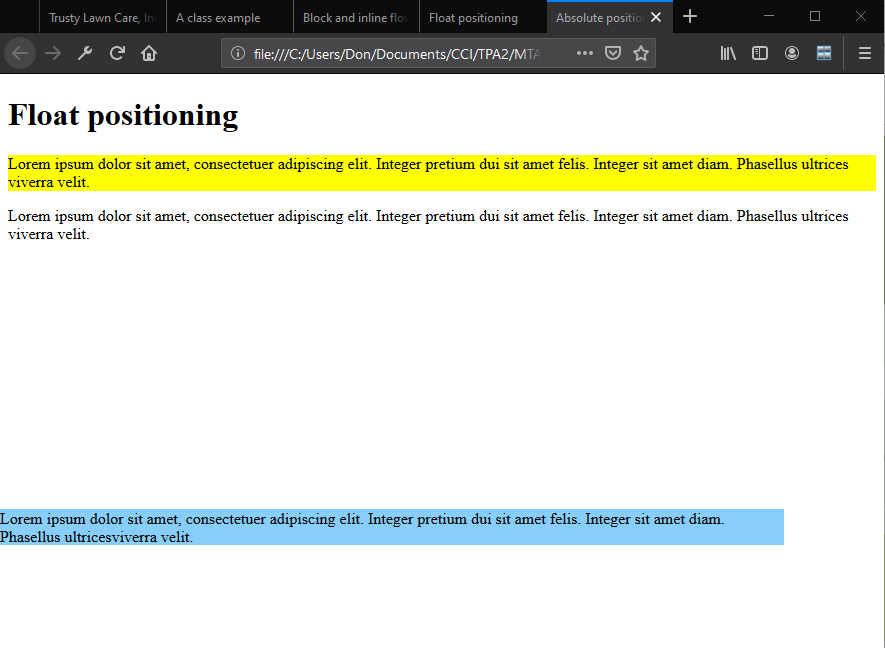 Trusty Lawn Care, In
A class example
Block and inline flov
Float positioning
Absolute positio
file:///C:/Users/Don/Documents/CCI/TPA2/MTA
Float positioning
Lorem ipsum dolor sit amet, consectetuer adipiscing elit. Integer pretium dui sit amet felis. Integer sit amet diam. Phasellus ultrices
viverra velit.
Lorem ipsum dolor sit amet, consectetuer adipiscing elit. Integer pretium dui sit amet felis. Integer sit amet diam. Phasellus ultrices
viverra velit.
Lorem ipsum dolor sit amet, consectetuer adipiscing elit. Integer pretium dui sit amet felis. Integer sit amet diam.
Phasellus ultricesviverra velit.